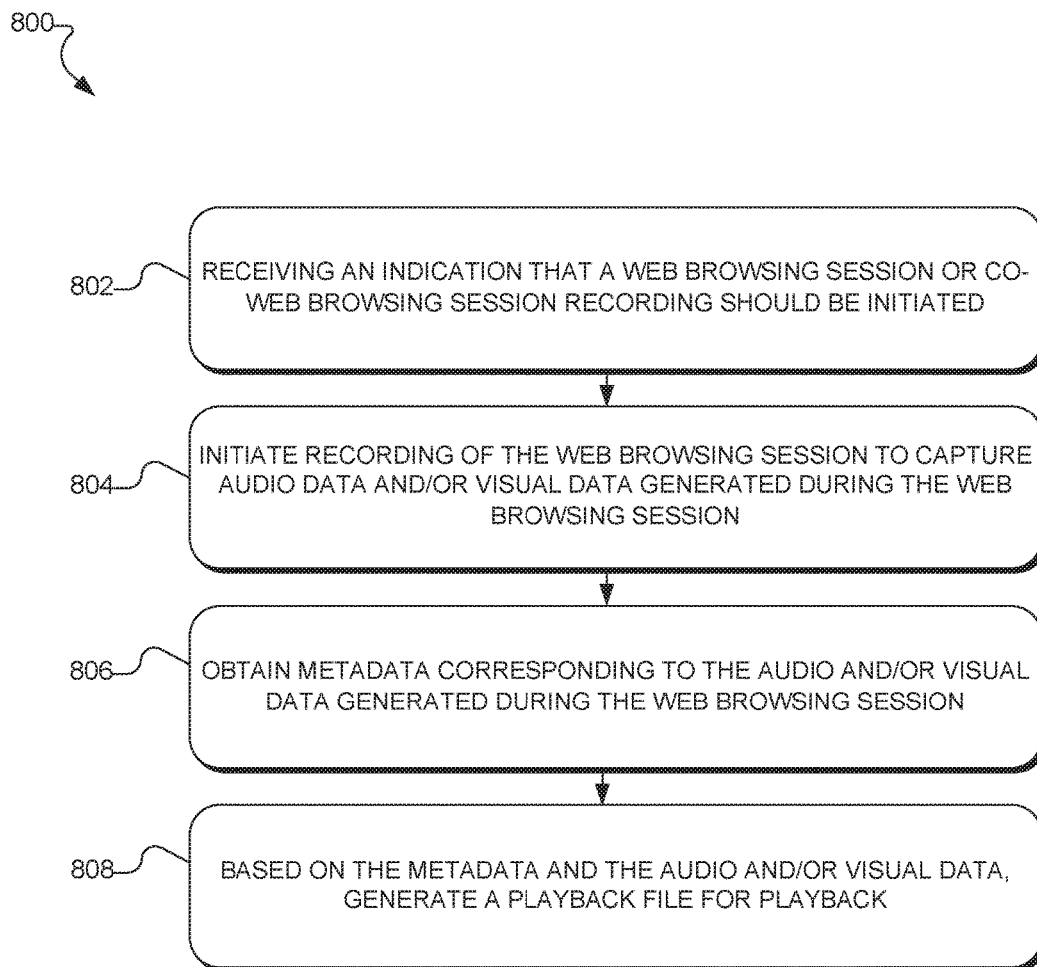 800
802
RECEIVING AN INDICATION THAT A WEB BROWSING SESSION OR CO-
WEB BROWSING SESSION RECORDING SHOULD BE INITIATED
804
INITIATE RECORDING OF THE WEB BROWSING SESSION TO CAPTURE
AUDIO DATA AND/OR VISUAL DATA GENERATED DURING THE WEB
BROWSING SESSION
806
OBTAIN METADATA CORRESPONDING TO THE AUDIO AND/OR VISUAL
DATA GENERATED DURING THE WEB BROWSING SESSION
808
BASED ON THE METADATA AND THE AUDIO AND/OR VISUAL DATA,
GENERATE A PLAYBACK FILE FOR PLAYBACK